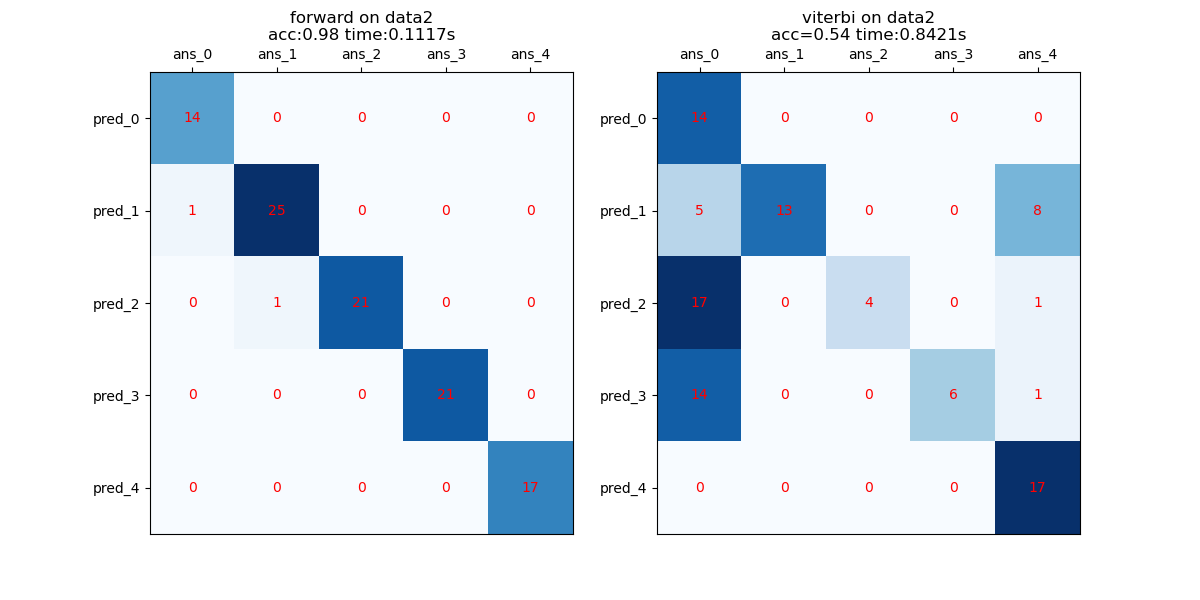 forward on data2
acc:0.98 time:0.1117s
ans_0 ans_1 ans_2 ans_3 ans_4
pred_0 14 0 0 0 0
pred_1 1 25 0 0 0
pred_2 0 1 21 0 0
pred_3 0 0 0 21 0
pred_4 0 0 0 0 17
viterbi on data2
acc=0.54 time:0.8421s
ans_0 ans_1 ans_2 ans_3 ans_4
pred_0 14 0 0 0 0
pred_1 5 13 0 0 8
pred_2 17 0 4 0 1
pred_3 14 0 0 6 1
pred_4 0 0 0 0 17